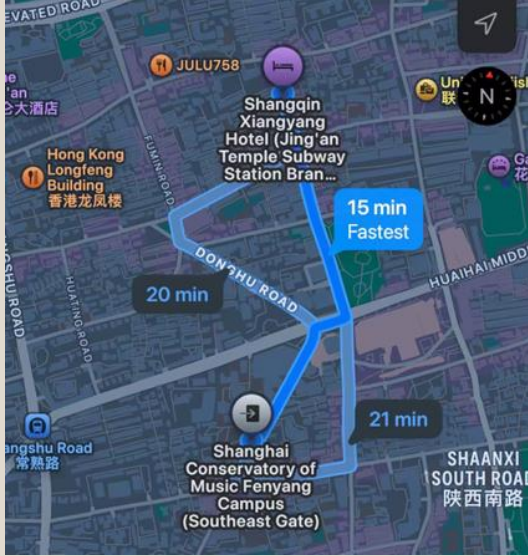 EVATED ROAD
JULU758
Shangqin
Xiangyang
Hotel (Jing'an
Temple Subway
Station Bran...
N
大酒店
Hong Kong
Longfeng
Building
香港龙凤楼
FUMIN ROAD
15 min
Fastest
DONGHU ROAD
20 min
HUAIHAI MIDD
GSHU ROAD
HUATING ROAD
21 min
angshu Road
常熟路
Shanghai
Conservatory of
Music Fenyang
Campus
(Southeast Gate)
SHAANXI
SOUTH ROAD
陕西南路